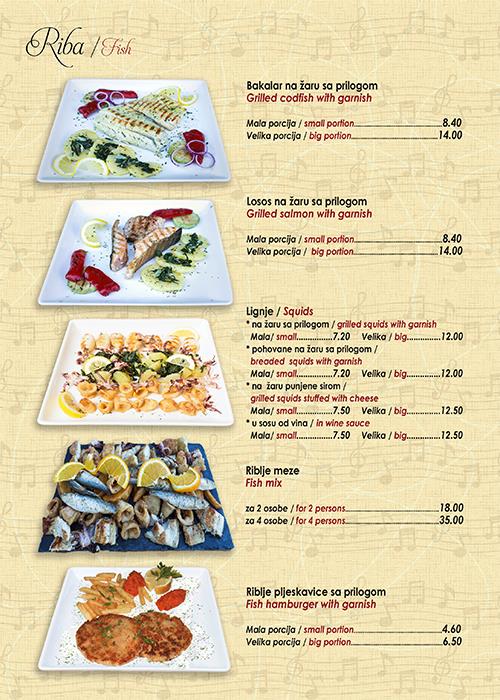 Riba / Fish
Bakalar na žaru sa prilogom
Grilled codfish with garnish
Mala porcija / small portion..........8.40
Velika porcija / big portion..........14.00
Losos na žaru sa prilogom
Grilled salmon with garnish
Mala porcija / small portion..........8.40
Velika porcija / big portion..........14.00
Lignje / Squids
* na žaru sa prilogom / grilled squids with garnish
Mala/ small..............7.20 Velika / big.............12.00
* pohovane na žaru sa prilogom /
breaded squids with garnish
Mala/ small..............7.20 Velika / big.............12.00
* na žaru punjene sirom /
grilled squids stuffed with cheese
Mala/ small..............7.50 Velika / big.............12.50
* u sosu od vina / in wine sauce
Mala/ small..............7.50 Velika / big.............12.50
Riblje meze
Fish mix
za 2 osobe / for 2 persons..........18.00
za 4 osobe / for 4 persons..........35.00
Riblje pljeskavice sa prilogom
Fish hamburger with garnish
Mala porcija / small portion..........4.60
Velika porcija / big portion..........6.50